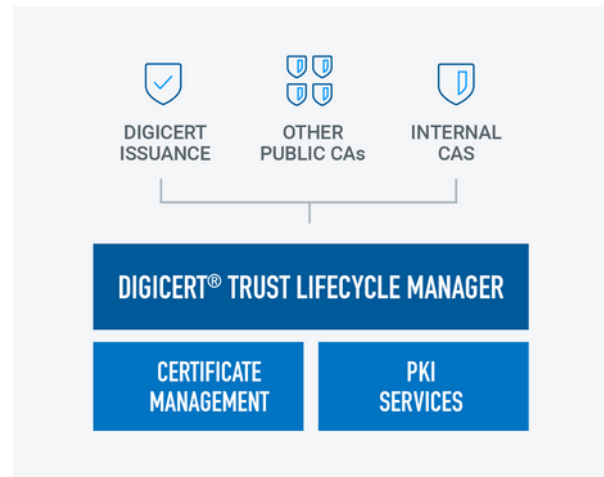 DIGICERT
ISSUANCE
OTHER
PUBLIC CAs
INTERNAL
CAS
DIGICERT® TRUST LIFECYCLE MANAGER
CERTIFICATE
MANAGEMENT
PKI
SERVICES